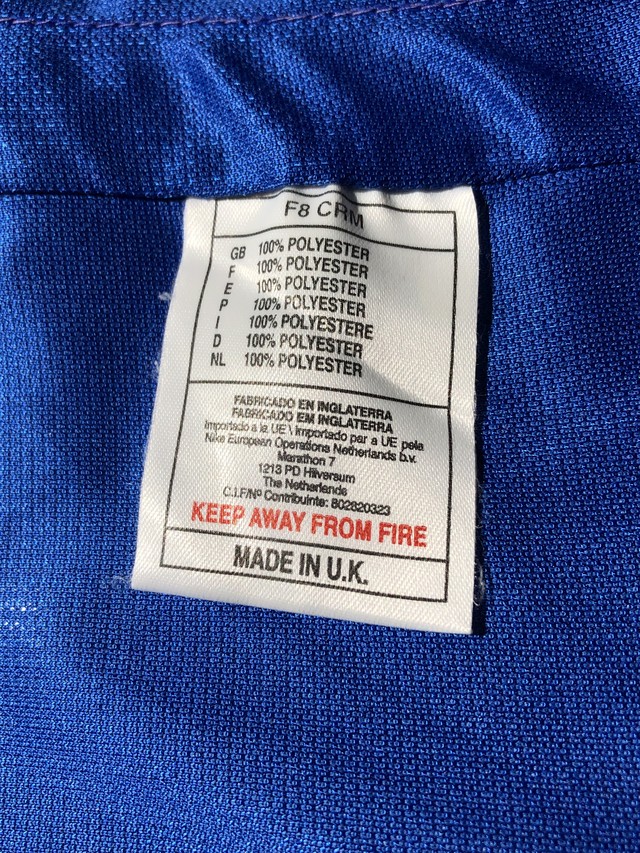 F8 CRM
GB 100% POLYESTER
F 100% POLYESTER
E 100% POLYESTER
P 100% POLYESTER
I 100% POLYESTERE
D 100% POLYESTER
NL 100% POLYESTER
FABRICADO EN INGLATERRA
FABRICADO EM INGLATERRA
Importado a la UE \ Importado par a UE pela
Nike European Operations Netherlands b.v.
Marathon 7
1213 PD Hilversum
The Netherlands
C.I.F/Nº Contribuinte: 802820323
KEEP AWAY FROM FIRE
MADE IN U.K.